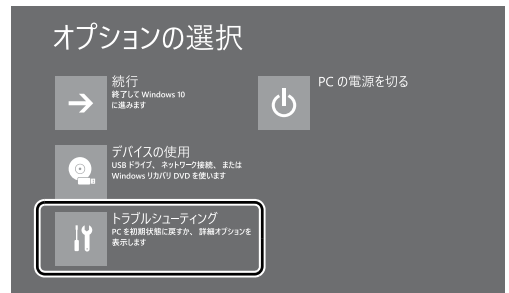 オプションの選択
続行
終了して Windows 10
に進みます
PC の電源を切る
デバイスの使用
USB ドライブ、ネットワーク接続、または
Windows リカバリ DVD を使います
トラブルシューティング
PC を初期状態に戻すか、詳細オプションを
表示します